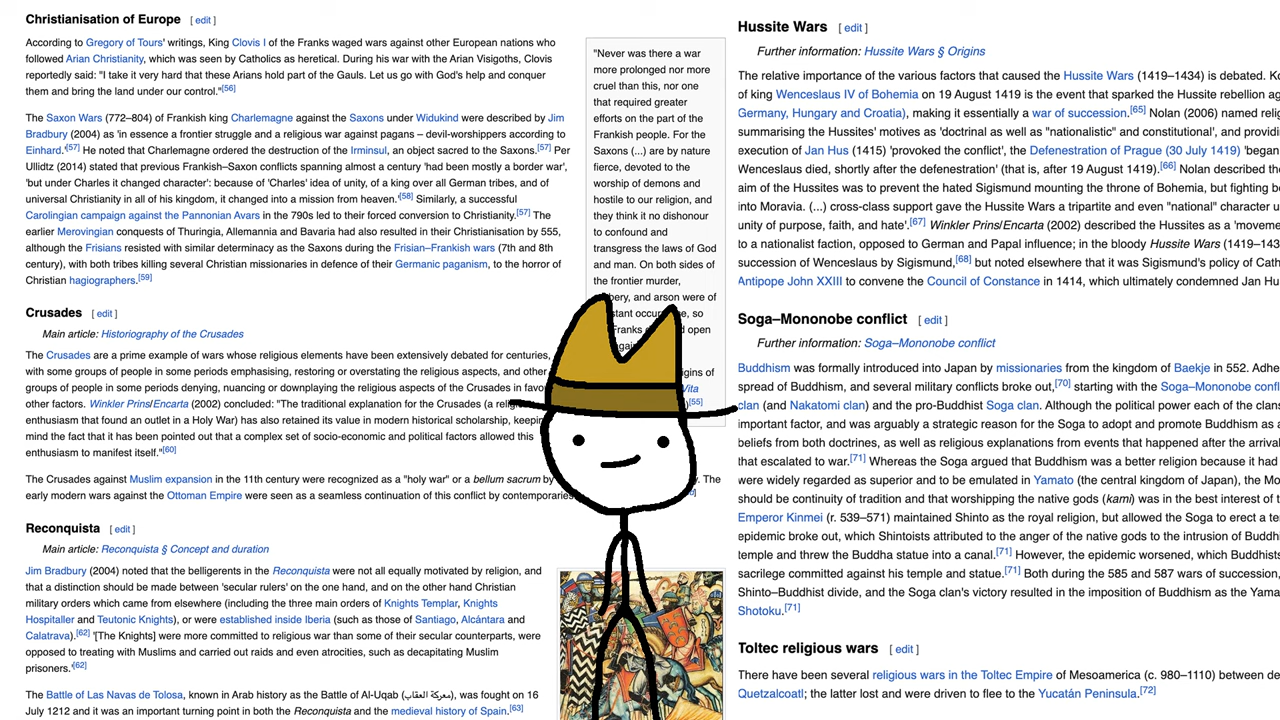 Christianisation of Europe [ edit ]
According to Gregory of Tours' writings, King Clovis I of the Franks waged wars against other European nations who
followed Arian Christianity, which was seen by Catholics as heretical. During his war with the Arian Visigoths, Clovis
reportedly said: "I take it very hard that these Arians hold part of the Gauls. Let us go with God's help and conquer
them and bring the land under our control."[56]
The Saxon Wars (772–804) of Frankish king Charlemagne against the Saxons under Widukind were described by Jim
Bradbury (2004) as 'in essence a frontier struggle and a religious war against pagans – devil-worshippers according to
Einhard.'[57] He noted that Charlemagne ordered the destruction of the Irminsul, an object sacred to the Saxons.[57] Per
Ullidtz (2014) stated that previous Frankish–Saxon conflicts spanning almost a century 'had been mostly a border war',
'but under Charles it changed character': because of 'Charles' idea of unity, of a king over all German tribes, and of
universal Christianity in all of his kingdom, it changed into a mission from heaven.'[58] Similarly, a successful
Carolingian campaign against the Pannonian Avars in the 790s led to their forced conversion to Christianity.[57] The
earlier Merovingian conquests of Thuringia, Allemannia and Bavaria had also resulted in their Christianisation by 555,
although the Frisians resisted with similar determinacy as the Saxons during the Frisian–Frankish wars (7th and 8th
century), with both tribes killing several Christian missionaries in defence of their Germanic paganism, to the horror of
Christian hagiographers.[59]
Crusades [ edit ]
Main article: Historiography of the Crusades
The Crusades are a prime example of wars whose religious elements have been extensively debated for centuries,
with some groups of people in some periods emphasising, restoring or overstating the religious aspects, and other
groups of people in some periods denying, nuancing or downplaying the religious aspects of the Crusades in favo
other factors. Winkler Prins/Encarta (2002) concluded: "The traditional explanation for the Crusades (a
enthusiasm that found an outlet in a Holy War) has also retained its value in modern historical scholarship, keepin
mind the fact that it has been pointed out that a complex set of socio-economic and political factors allowed this
enthusiasm to manifest itself."[60]
The Crusades against Muslim expansion in the 11th century were recognized as a "holy war" or a bellum sacrum by The
early modern wars against the Ottoman Empire were seen as a seamless continuation of this conflict by contemporaries
Reconquista [ edit ]
Main article: Reconquista § Concept and duration
Jim Bradbury (2004) noted that the belligerents in the Reconquista were not all equally motivated by religion, and
that a distinction should be made between 'secular rulers' on the one hand, and on the other hand Christian
military orders which came from elsewhere (including the three main orders of Knights Templar, Knights
Hospitaller and Teutonic Knights), or were established inside Iberia (such as those of Santiago, Alcántara and
Calatrava).[62] '[The Knights] were more committed to religious war than some of their secular counterparts, were
opposed to treating with Muslims and carried out raids and even atrocities, such as decapitating Muslim
prisoners.'[62]
The Battle of Las Navas de Tolosa, known in Arab history as the Battle of Al-Uqab (معركة العقاب), was fought on 16
July 1212 and it was an important turning point in both the Reconquista and the medieval history of Spain.[63]
"Never was there a war
more prolonged nor more
cruel than this, nor one
that required greater
efforts on the part of the
Frankish people. For the
Saxons (...) are by nature
fierce, devoted to the
worship of demons and
hostile to our religion, and
they think it no dishonour
to confound and
transgress the laws of God
and man. On both sides of
the frontier murder,
bery, and arson were of
stant so
Franks open
Vita
[55]
Hussite Wars [ edit ]
Further information: Hussite Wars § Origins
The relative importance of the various factors that caused the Hussite Wars (1419–1434) is debated. Ko
of king Wenceslaus IV of Bohemia on 19 August 1419 is the event that sparked the Hussite rebellion ag
Germany, Hungary and Croatia), making it essentially a war of succession.[65] Nolan (2006) named relig
summarising the Hussites' motives as 'doctrinal as well as "nationalistic" and constitutional', and providi
execution of Jan Hus (1415) 'provoked the conflict', the Defenestration of Prague (30 July 1419) 'began
Wenceslaus died, shortly after the defenestration' (that is, after 19 August 1419).[66] Nolan described the
aim of the Hussites was to prevent the hated Sigismund mounting the throne of Bohemia, but fighting b
into Moravia. (...) cross-class support gave the Hussite Wars a tripartite and even "national" character u
unity of purpose, faith, and hate'.[67] Winkler Prins/Encarta (2002) described the Hussites as a 'moveme
to a nationalist faction, opposed to German and Papal influence; in the bloody Hussite Wars (1419–143
succession of Wenceslaus by Sigismund,[68] but noted elsewhere that it was Sigismund's policy of Cath
Antipope John XXIII to convene the Council of Constance in 1414, which ultimately condemned Jan Hu
Soga–Mononobe conflict [ edit ]
Further information: Soga–Mononobe conflict
Buddhism was formally introduced into Japan by missionaries from the kingdom of Baekje in 552. Adhe
spread of Buddhism, and several military conflicts broke out,[70] starting with the Soga–Mononobe confl
clan (and Nakatomi clan) and the pro-Buddhist Soga clan. Although the political power each of the clans
important factor, and was arguably a strategic reason for the Soga to adopt and promote Buddhism as a
beliefs from both doctrines, as well as religious explanations from events that happened after the arrival
that escalated to war.[71] Whereas the Soga argued that Buddhism was a better religion because it had
were widely regarded as superior and to be emulated in Yamato (the central kingdom of Japan), the Mo
should be continuity of tradition and that worshipping the native gods (kami) was in the best interest of t
Emperor Kinmei (r. 539–571) maintained Shinto as the royal religion, but allowed the Soga to erect a te
epidemic broke out, which Shintoists attributed to the anger of the native gods to the intrusion of Buddhi
temple and threw the Buddha statue into a canal.[71] However, the epidemic worsened, which Buddhists
sacrilege committed against his temple and statue.[71] Both during the 585 and 587 wars of succession,
Shinto–Buddhist divide, and the Soga clan's victory resulted in the imposition of Buddhism as the Yama
Shotoku.[71]
Toltec religious wars [ edit ]
There have been several religious wars in the Toltec Empire of Mesoamerica (c. 980–1110) between de
Quetzalcoatl; the latter lost and were driven to flee to the Yucatán Peninsula.[72]